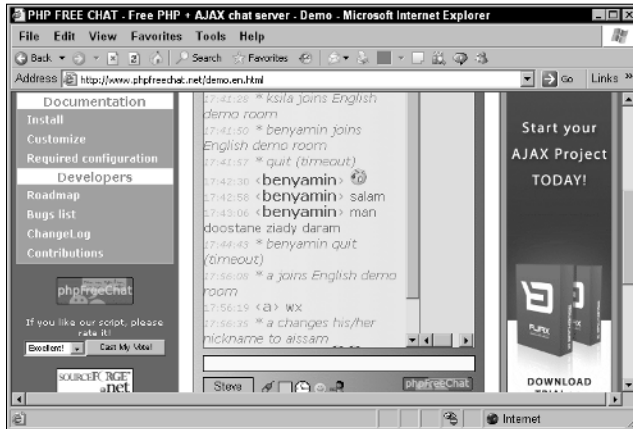 PHP FREE CHAT - Free PHP + AJAX chat server - Demo - Microsoft Internet Explorer
File Edit View Favorites Tools Help
Back Search Favorites
Address http://www.phpfreechat.net/demo.en.html Go Links »
Documentation
Install
Customize
Required configuration
Developers
Roadmap
Bugs list
ChangeLog
Contributions
phpFreeChat
If you like our script, please
rate it!
Excellent! Cast My Vote!
SOURCEFORGE
.net
17:41:28 * ksila joins English
demo room
17:41:50 * benyamin joins
English demo room
17:41:57 * quit (timeout)
17:42:30 <benyamin>
17:42:58 <benyamin> salam
17:43:06 <benyamin> man
doostane ziady daram
17:44:43 * benyamin quit
(timeout)
17:56:08 * a joins English demo
room
17:56:19 <a> wx
17:56:35 * a changes his/her
nickname to aissam
Steve phpFreeChat
Start your
AJAX Project
TODAY!
DOWNLOAD
Internet